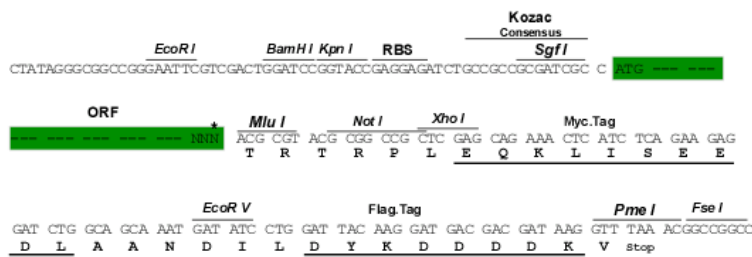 Kozac
Consensus
EcoR I BamH I Kpn I RBS Sgf I
CTATAGGGCGGCCGGGAATTCGTCGACTGGATCCGGTACCGAGGAGATCTGCCGCCGCGATCGC C ATG --- ---
ORF * Mlu I Not I Xho I Myc.Tag
--- --- --- --- --- --- NNN ACG CGT ACG CGG CCG CTC GAG CAG AAA CTC ATC TCA GAA GAG
T R T R P L E Q K L I S E E
EcoR V Flag.Tag Pme I Fse I
GAT CTG GCA GCA AAT GAT ATC CTG GAT TAC AAG GAT GAC GAC GAT AAG GTT TAA ACGGCCGGCC
D L A A N D I L D Y K D D D D K V Stop